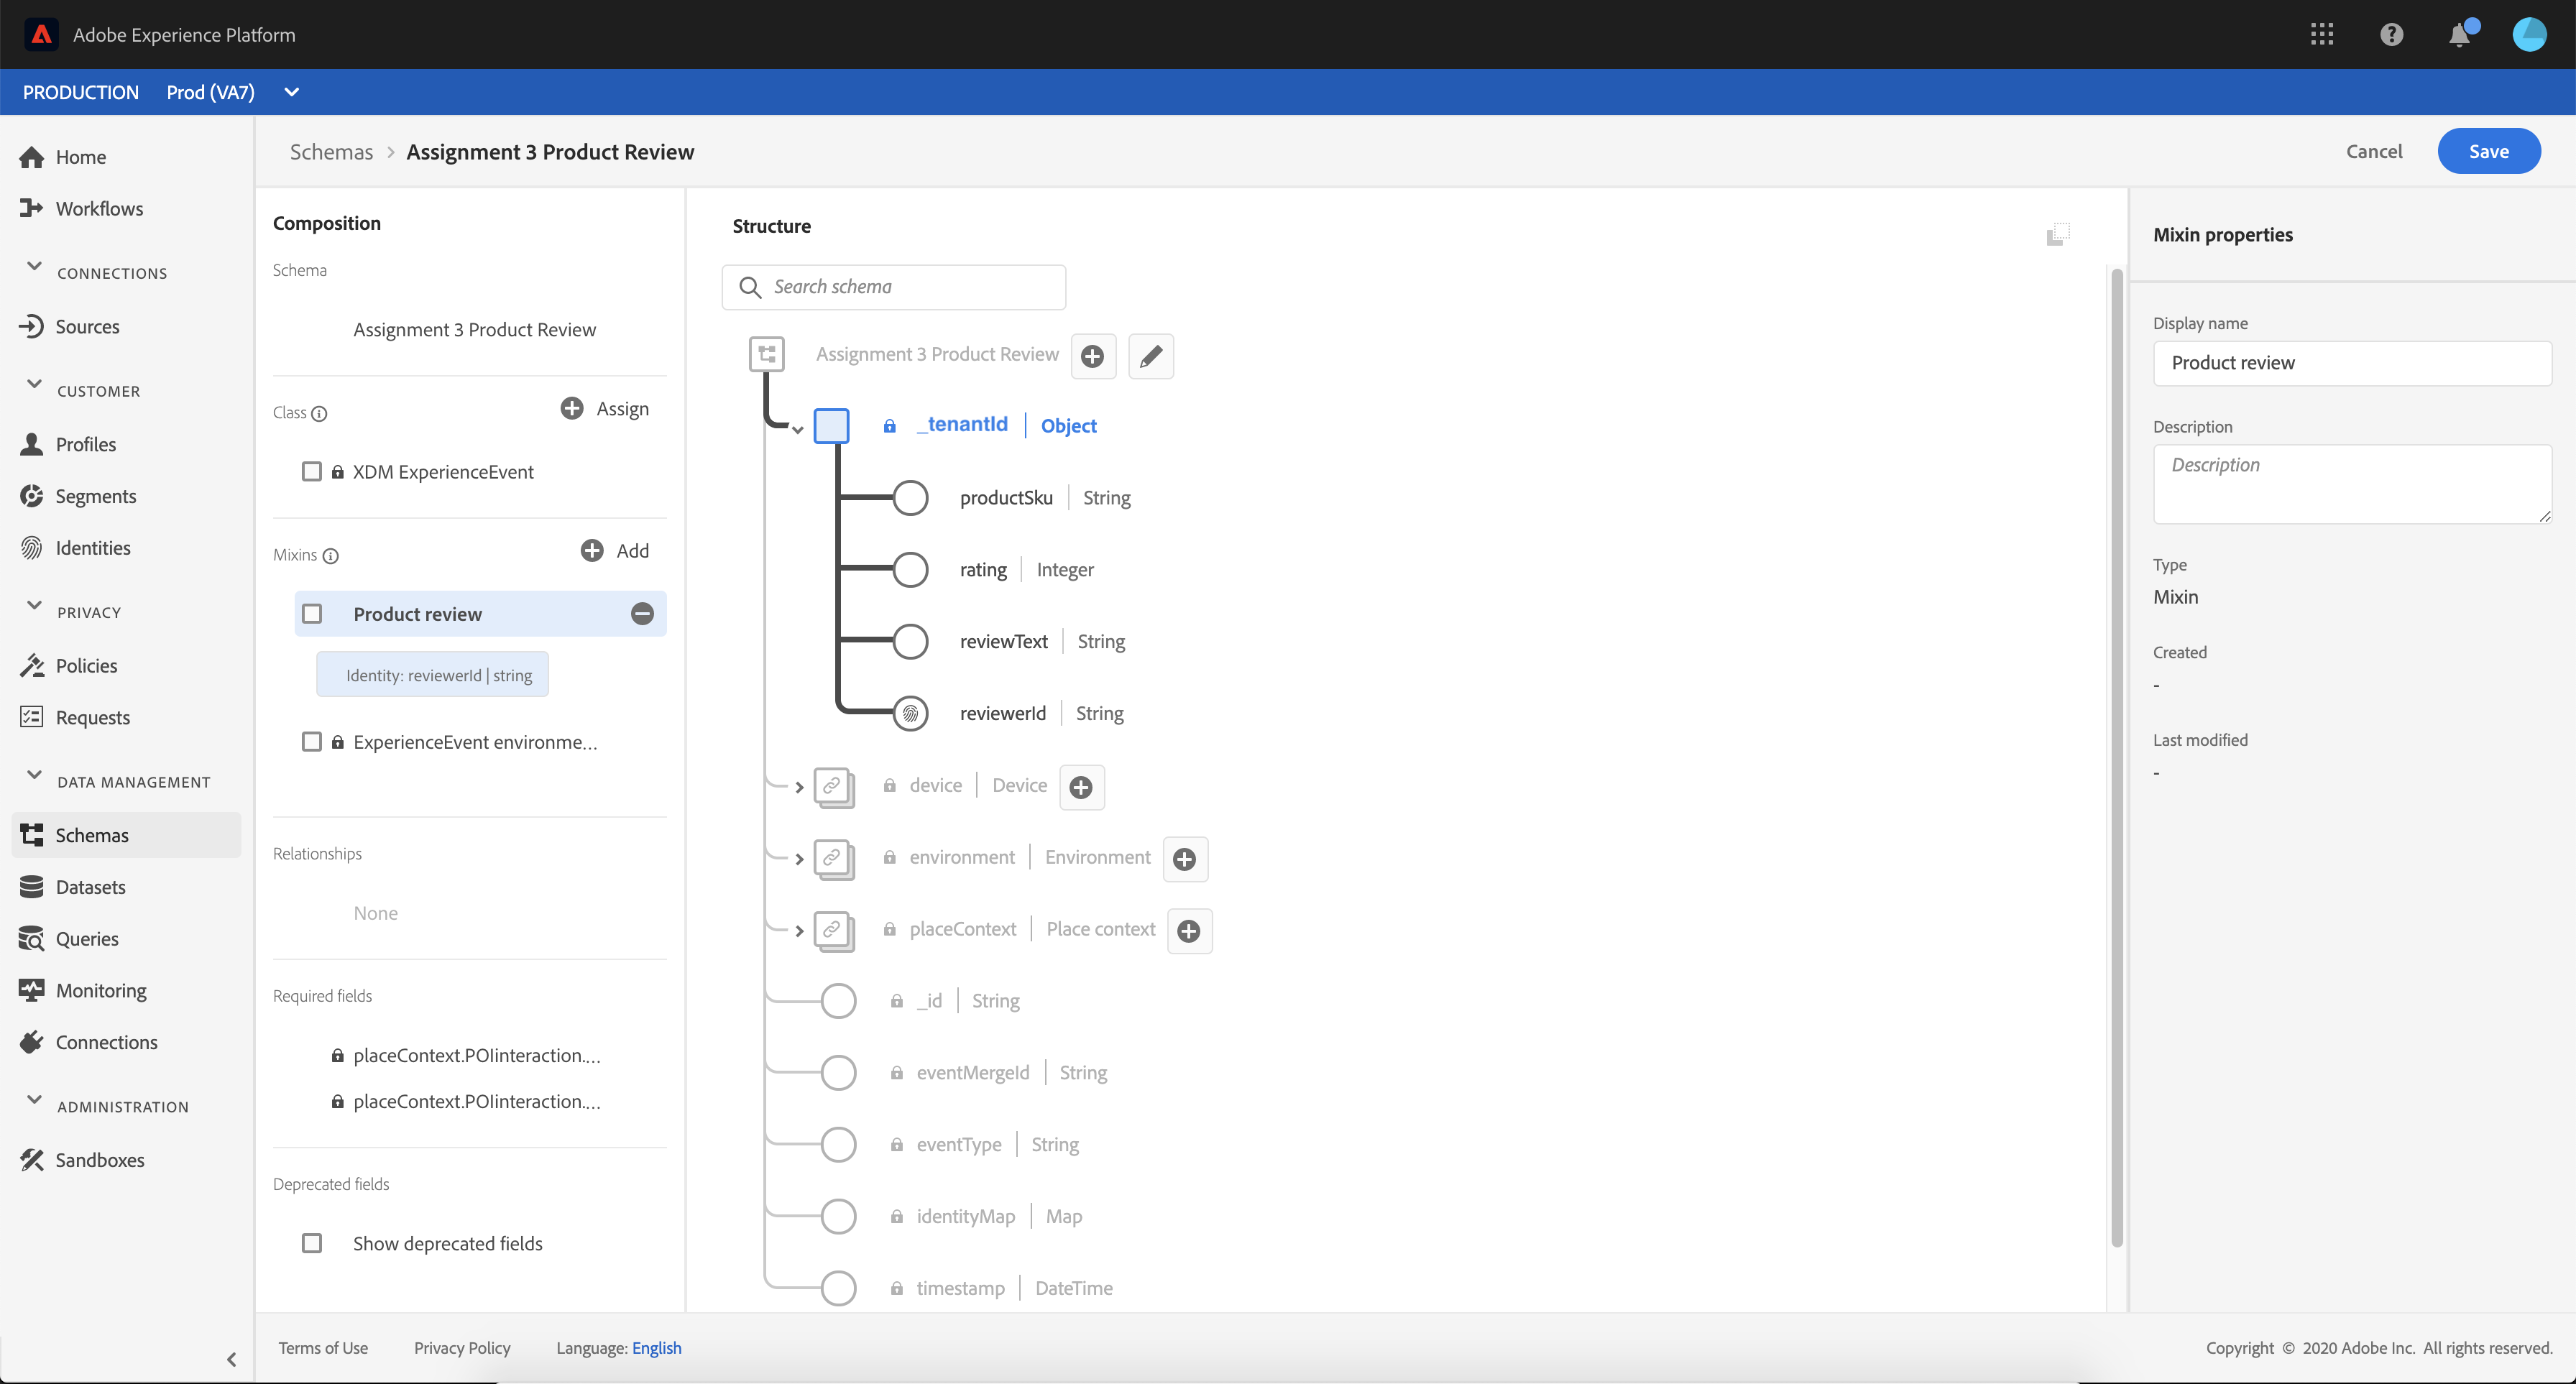 Adobe Experience Platform
PRODUCTION Prod (VA7)
Home
Workflows
CONNECTIONS
Sources
CUSTOMER
Profiles
Segments
Identities
PRIVACY
Policies
Requests
DATA MANAGEMENT
Schemas
Datasets
Queries
Monitoring
Connections
ADMINISTRATION
Sandboxes
Schemas > Assignment 3 Product Review
Cancel
Save
Composition
Schema
Assignment 3 Product Review
Class
Assign
XDM ExperienceEvent
Mixins
Add
Product review
Identity: reviewerId | string
ExperienceEvent environme...
Relationships
None
Required fields
placeContext.POIinteraction....
placeContext.POIinteraction....
Deprecated fields
Show deprecated fields
Structure
Search schema
Assignment 3 Product Review
_tenantId | Object
productSku | String
rating | Integer
reviewText | String
reviewerId | String
device | Device
environment | Environment
placeContext | Place context
_id | String
eventMergeId | String
eventType | String
identityMap | Map
timestamp | DateTime
Mixin properties
Display name
Product review
Description
Description
Type
Mixin
Created
-
Last modified
-
Terms of Use Privacy Policy Language: English
Copyright © 2020 Adobe Inc. All rights reserved.